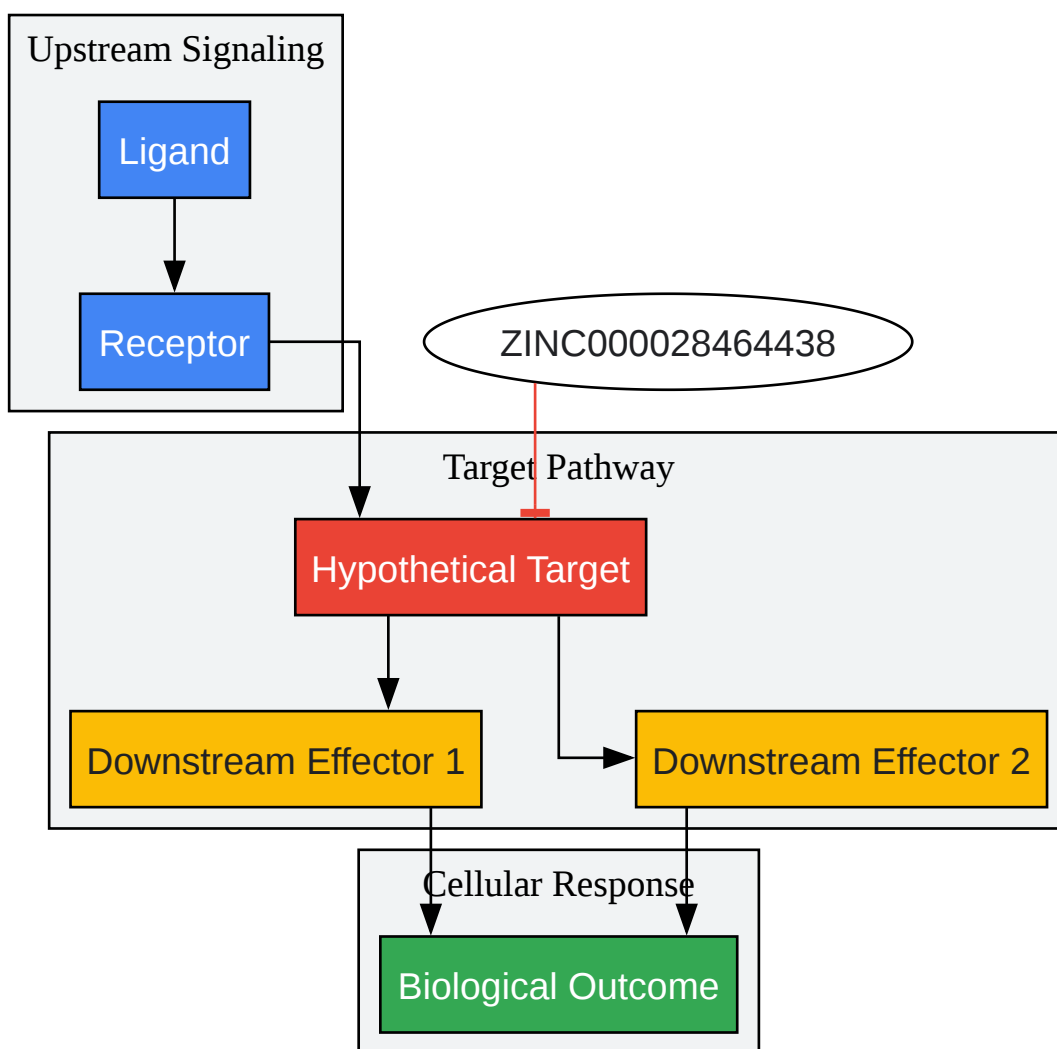 Upstream Signaling
Ligand
Receptor
ZINC000028464438
Target Pathway
Hypothetical Target
Downstream Effector 1
Downstream Effector 2
Cellular Response
Biological Outcome